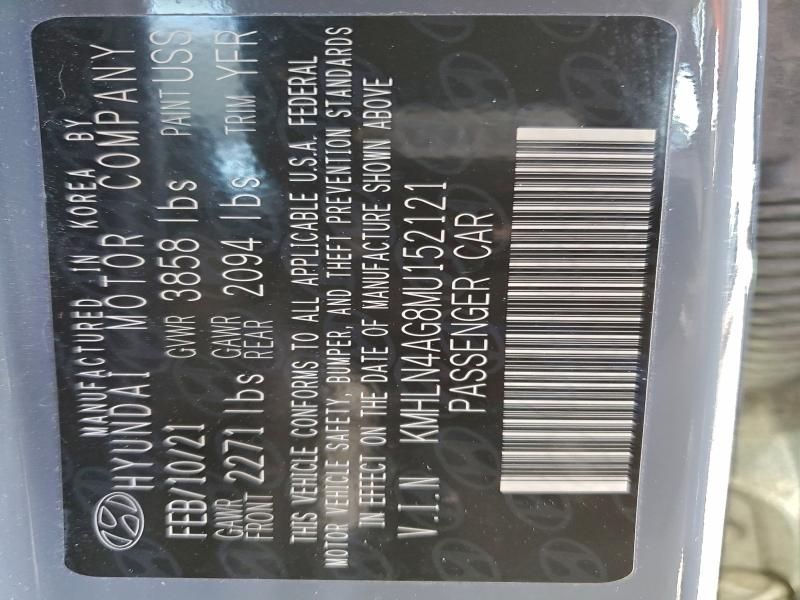 MANUFACTURED IN KOREA BY
HYUNDAI MOTOR COMPANY
FEB/10/21 GVWR 3858 lbs PAINT USS
GAWR FRONT 2271 lbs GAWR REAR 2094 lbs TRIM YFR
THIS VEHICLE CONFORMS TO ALL APPLICABLE U.S.A. FEDERAL
MOTOR VEHICLE SAFETY, BUMPER, AND THEFT PREVENTION STANDARDS
IN EFFECT ON THE DATE OF MANUFACTURE SHOWN ABOVE
V.I.N KMHLN4AG8MU152121
PASSENGER CAR